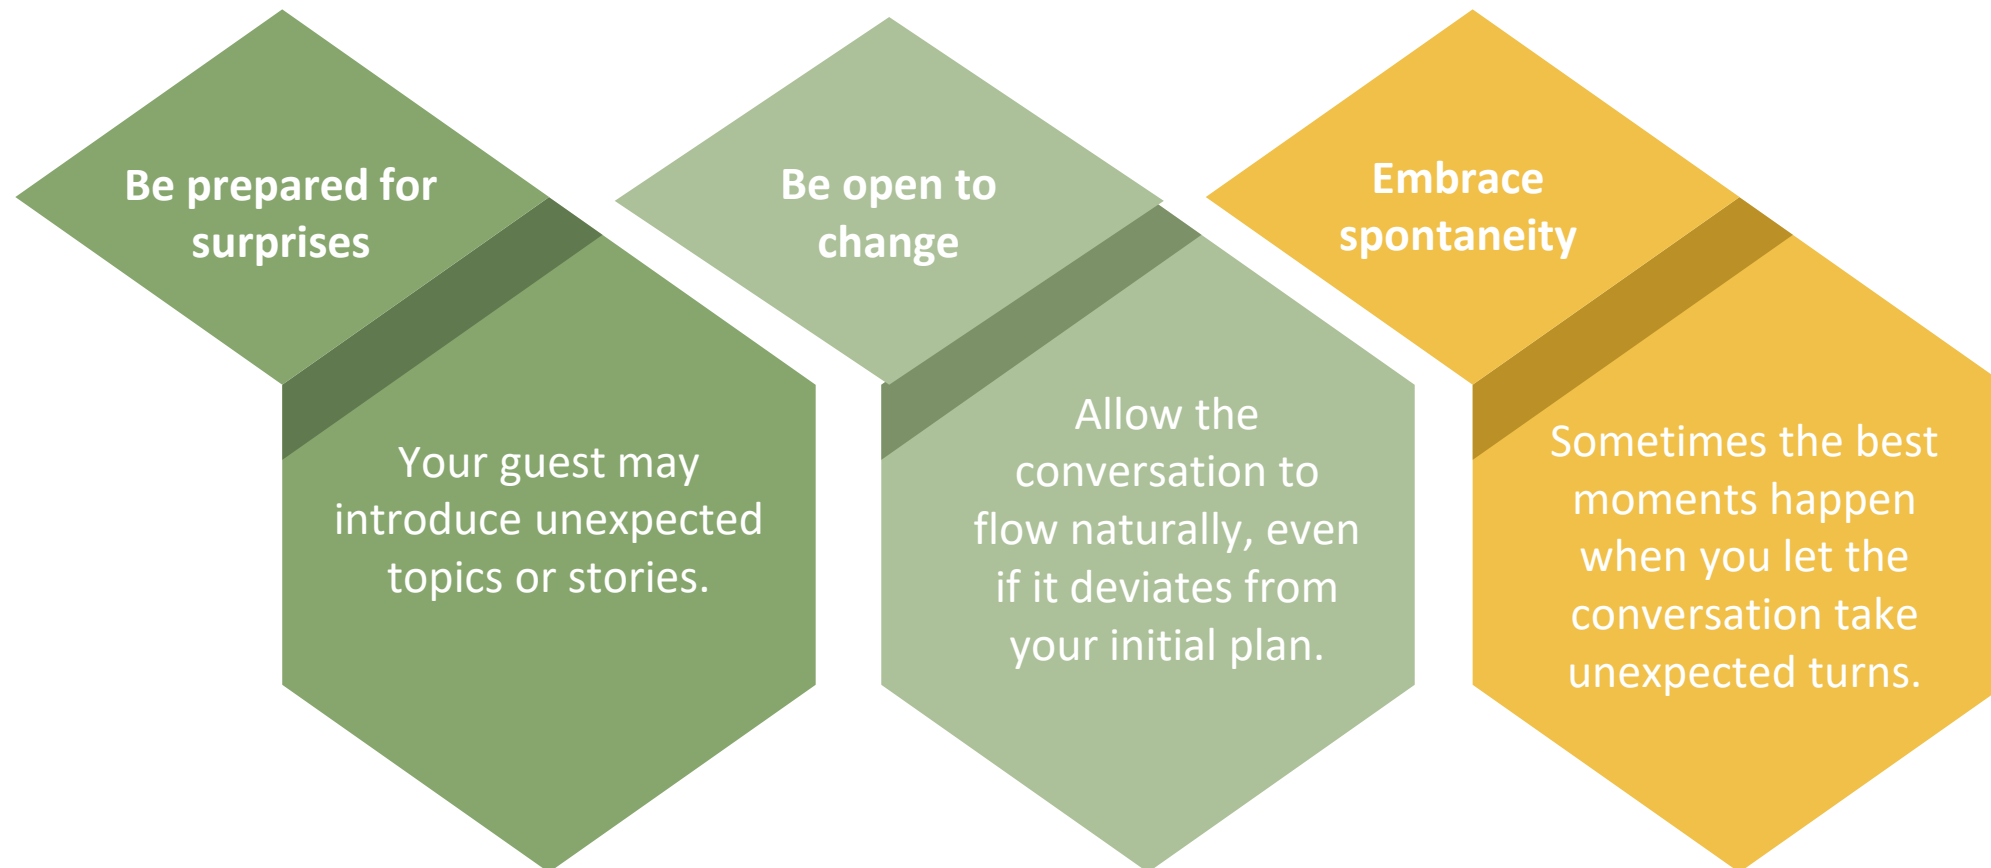 Be prepared for
surprises
Your guest may
introduce unexpected
topics or stories.
Be open to
change
Allow the
conversation to
flow naturally, even
if it deviates from
your initial plan.
Embrace
spontaneity
Sometimes the best
moments happen
when you let the
conversation take
unexpected turns.